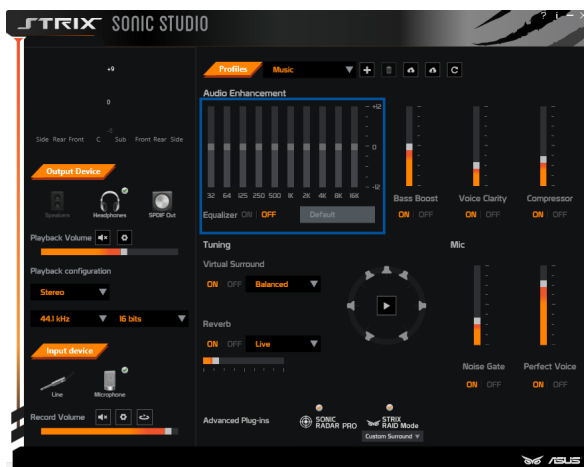 STRIX SONIC STUDIO
? i – ×
+9
0
Side Rear Front C Sub Front Rear Side
Output Device
Speakers Headphones SPDIF Out
Playback Volume
Playback configuration
Stereo
44.1 kHz 16 bits
Input device
Line Microphone
Record Volume
Profiles Music
Audio Enhancement
+12
0
-12
32 64 125 250 500 1K 2K 4K 8K 16K
Equalizer ON OFF Default
Bass Boost Voice Clarity Compressor
ON OFF ON OFF ON OFF
Tuning
Virtual Surround
ON OFF Balanced
Reverb
ON OFF Live
Mic
Noise Gate Perfect Voice
ON OFF ON OFF
Advanced Plug-ins
SONIC
RADAR PRO
STRIX
RAID Mode
Custom Surround
ASUS